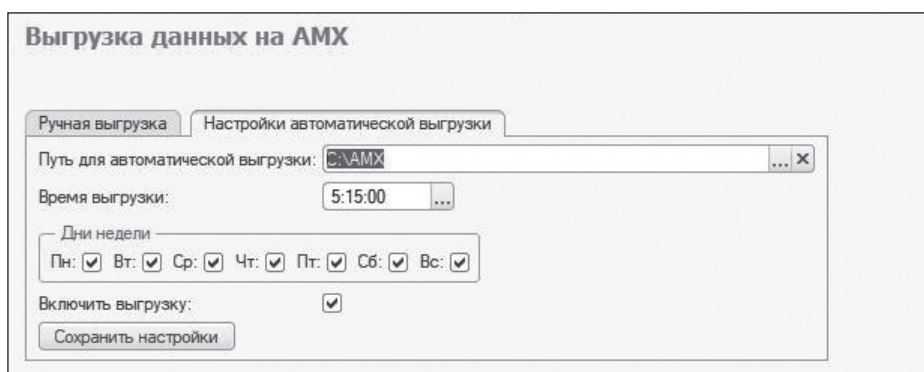 Выгрузка данных на АМХ
Ручная выгрузка Настройки автоматической выгрузки
Путь для автоматической выгрузки: C:\AMX ... ×
Время выгрузки: 5:15:00 ...
Дни недели
Пн: Вт: Ср: Чт: Пт: Сб: Вс:
Включить выгрузку:
Сохранить настройки